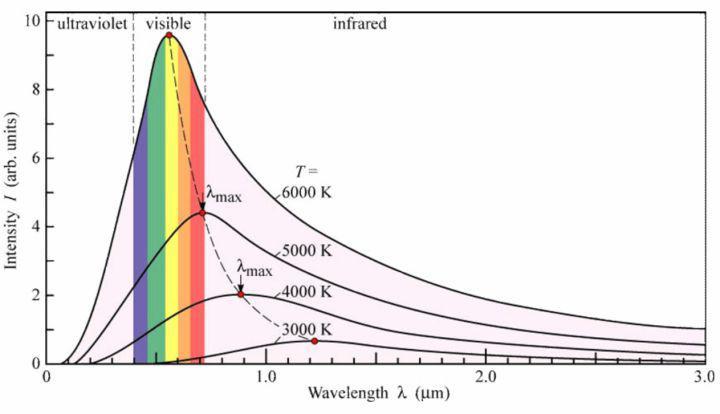 10
ultraviolet visible infrared
8
6
4
2
0
Intensity I (arb. units)
T =
6000 K
λmax
5000 K
λmax
4000 K
3000 K
0 1.0 2.0 3.0
Wavelength λ (μm)